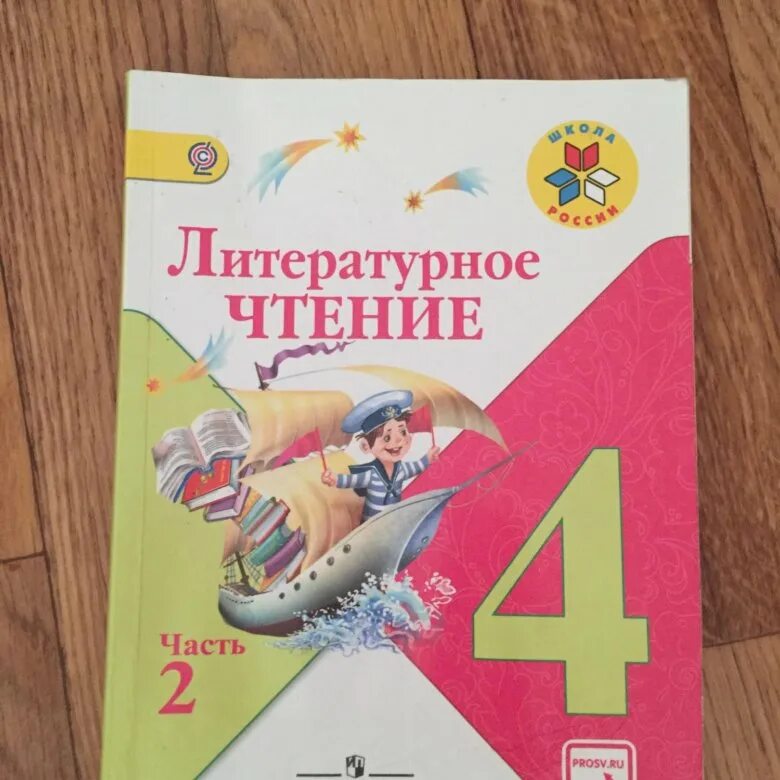 ШКОЛА
РОССИИ
Литературное
ЧТЕНИЕ
4
Часть
2
PROSV.RU